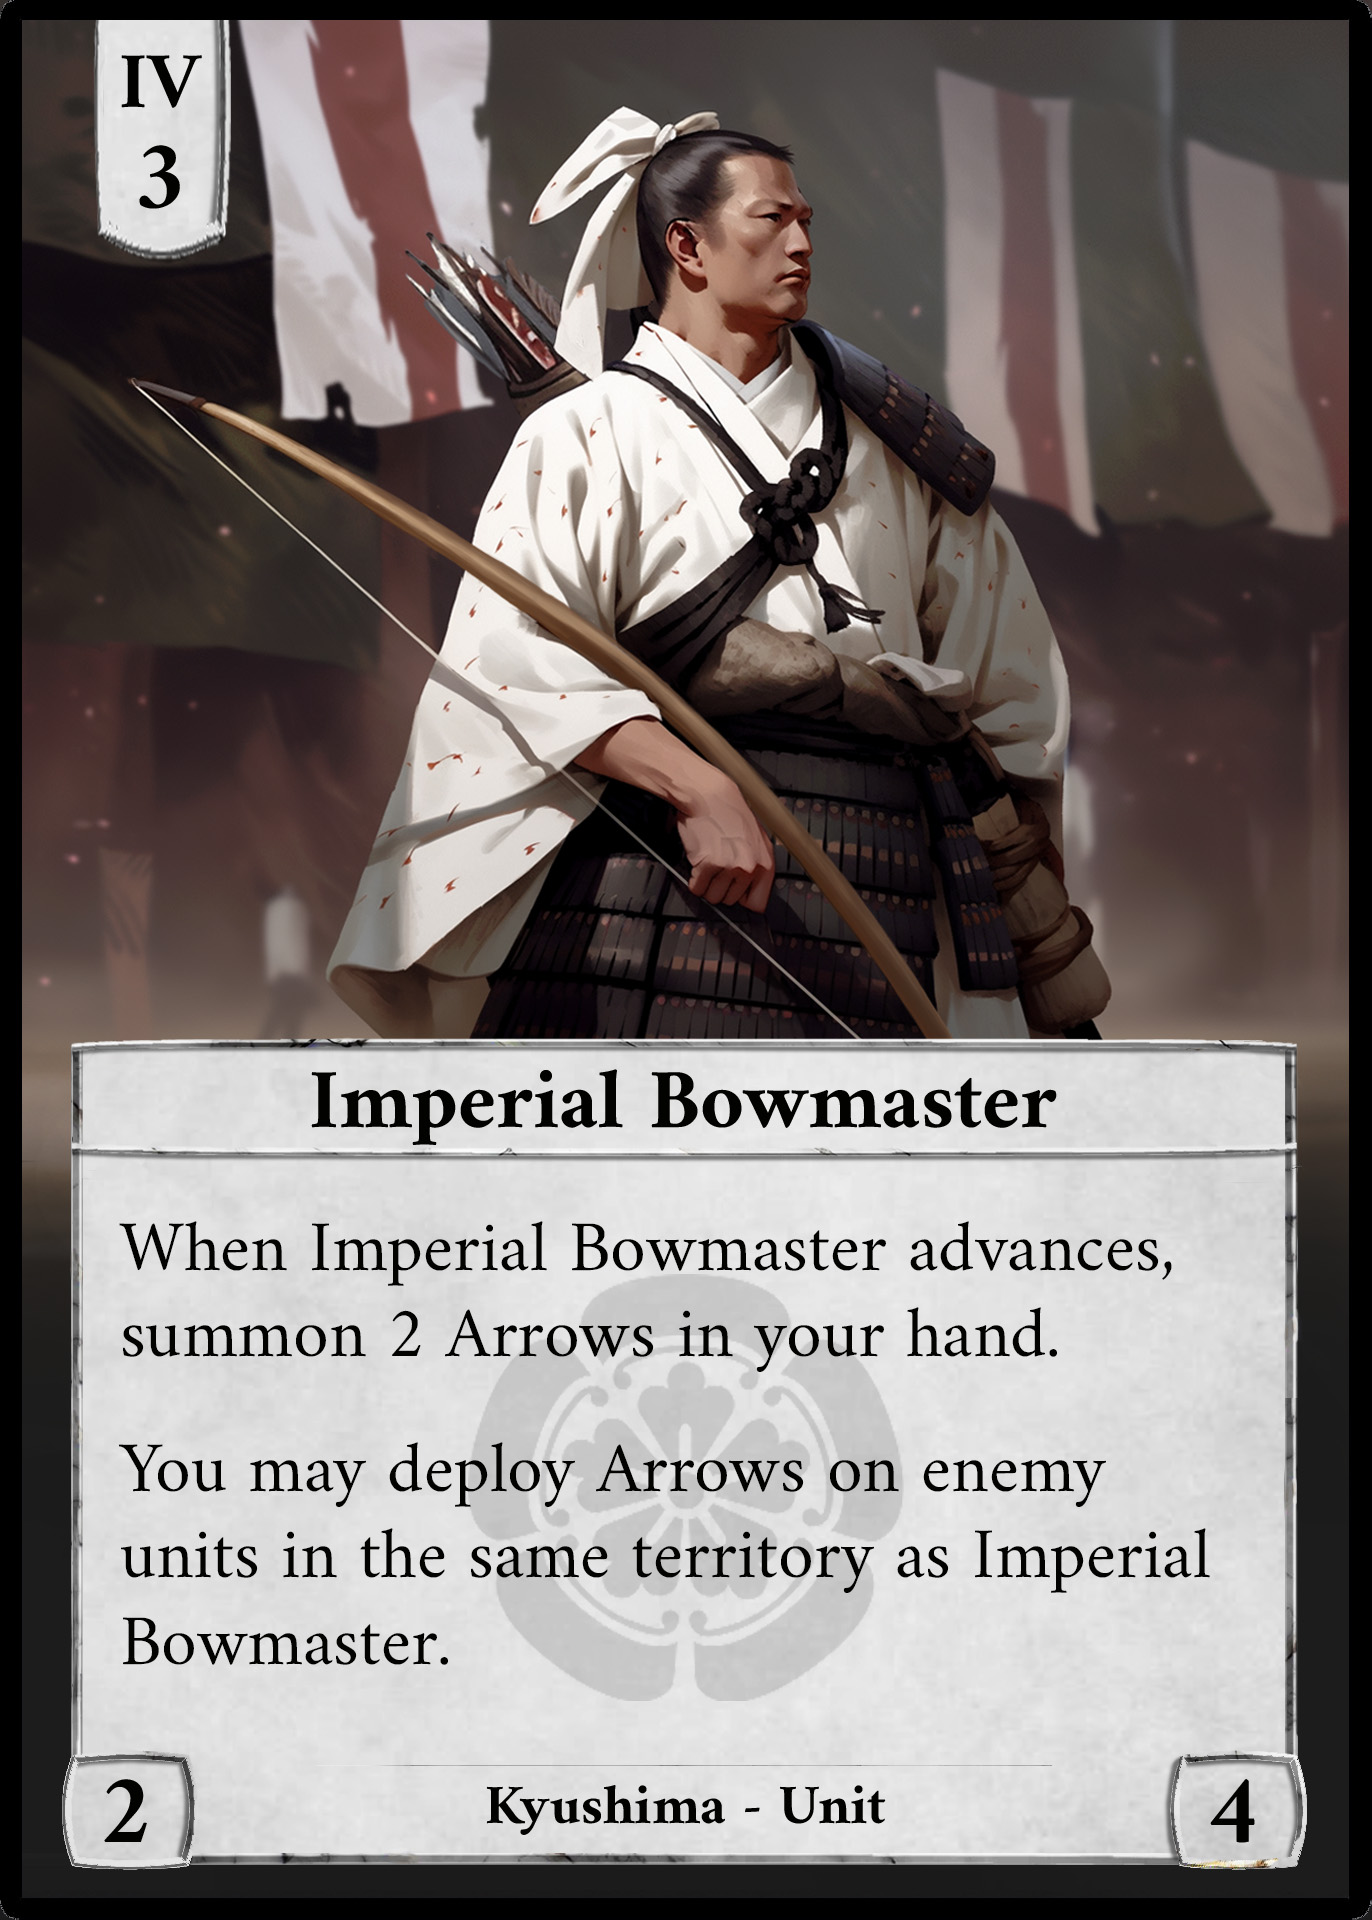 IV
3
Imperial Bowmaster
When Imperial Bowmaster advances,
summon 2 Arrows in your hand.
You may deploy Arrows on enemy
units in the same territory as Imperial
Bowmaster.
2
Kyushima - Unit
4